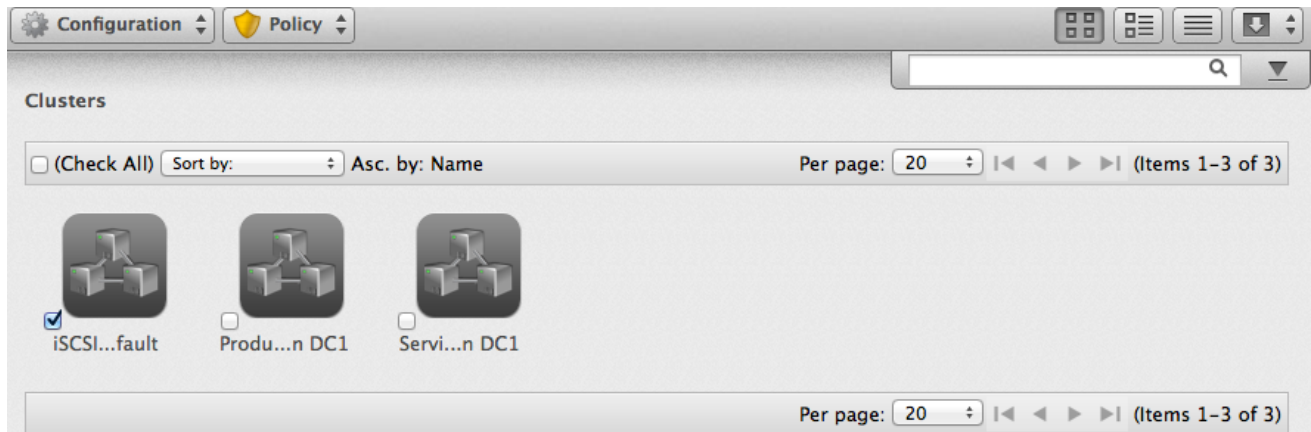 Configuration Policy
Clusters
(Check All) Sort by: Asc. by: Name Per page: 20 (Items 1-3 of 3)
iSCSI...fault Produ...n DC1 Servi...n DC1
Per page: 20 (Items 1-3 of 3)